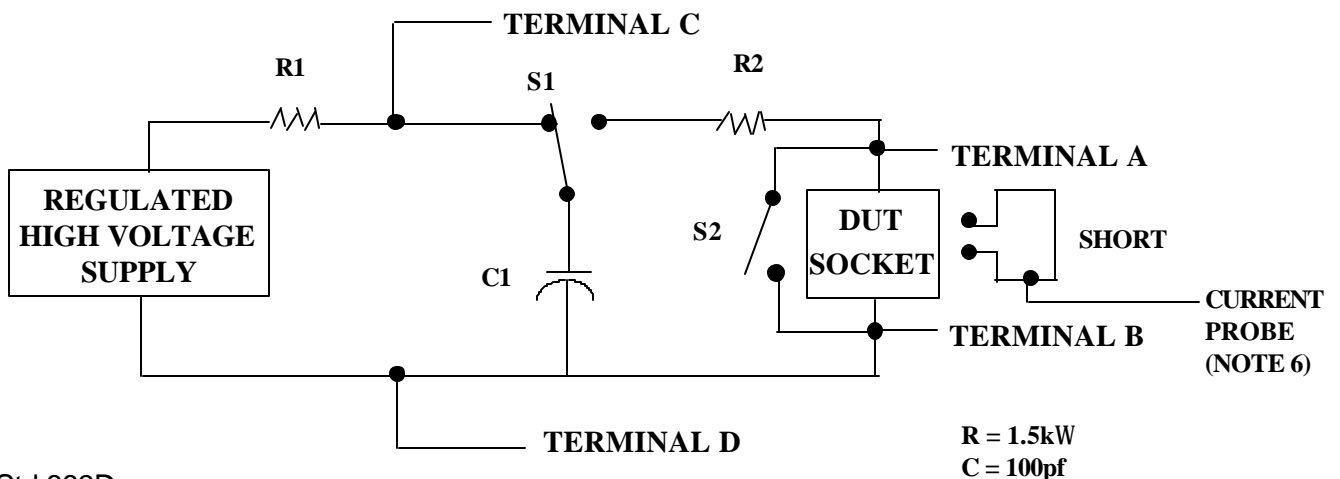 TERMINAL C
R1
S1
R2
TERMINAL A
REGULATED
HIGH VOLTAGE
SUPPLY
S2
DUT
SOCKET
SHORT
C1
CURRENT
PROBE
(NOTE 6)
TERMINAL B
TERMINAL D
R = 1.5kW
C = 100pf